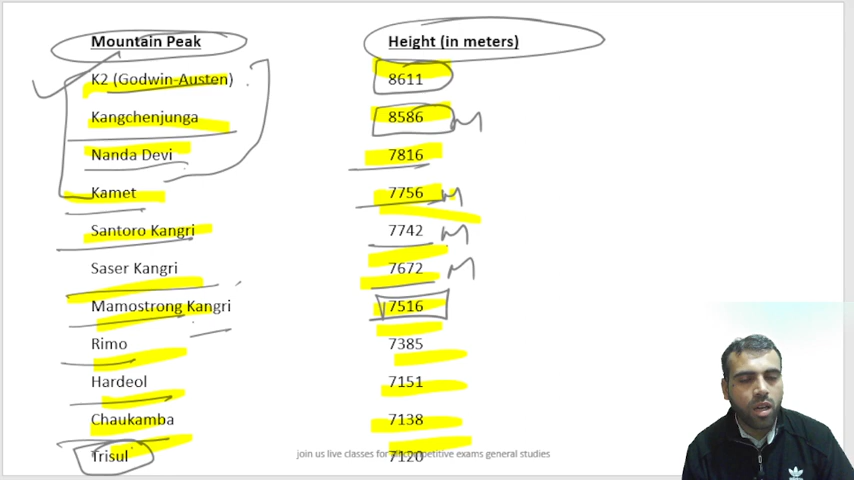 Mountain Peak Height (in meters)
K2 (Godwin-Austen) 8611
Kangchenjunga 8586 M
Nanda Devi 7816
Kamet 7756 M
Santoro Kangri 7742 M
Saser Kangri 7672 M
Mamostrong Kangri 7516
Rimo 7385
Hardeol 7151
Chaukamba 7138
Trisul 7120
join us live classes for all competitive exams general studies
adidas